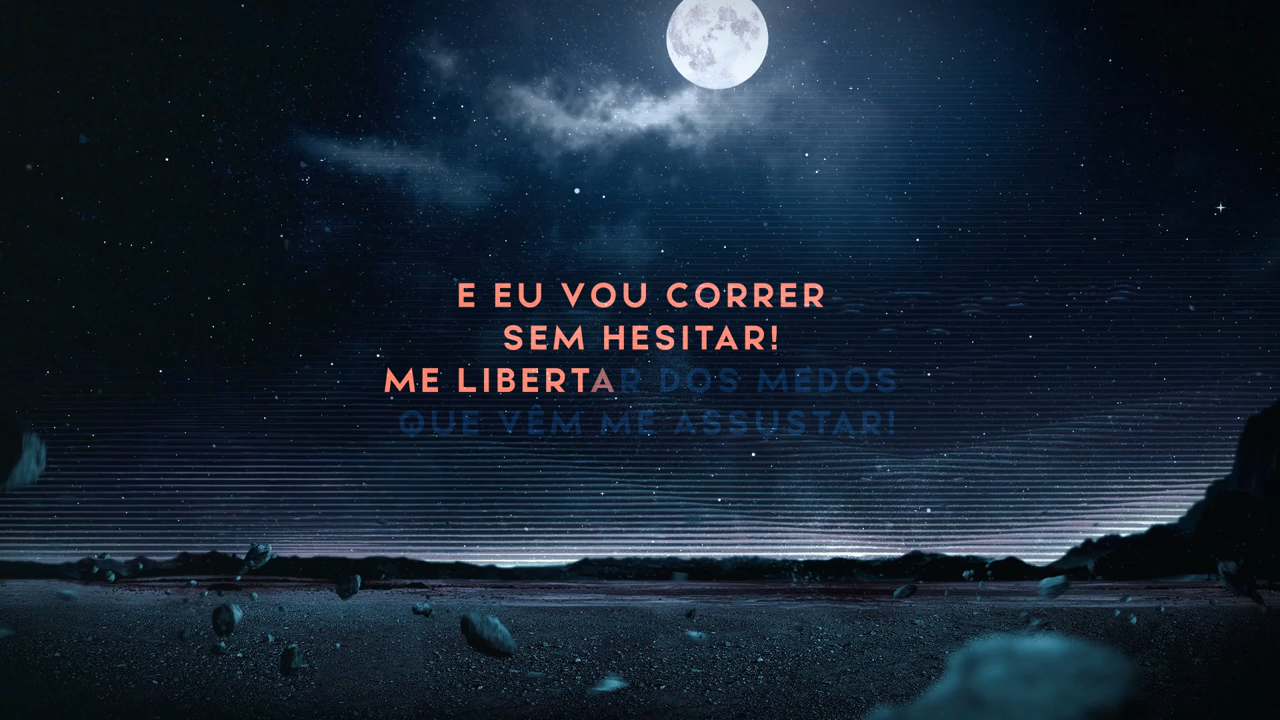 E EU VOU CORRER
SEM HESITAR!
ME LIBERTAR DOS MEDOS
QUE VÊM ME ASSUSTAR!